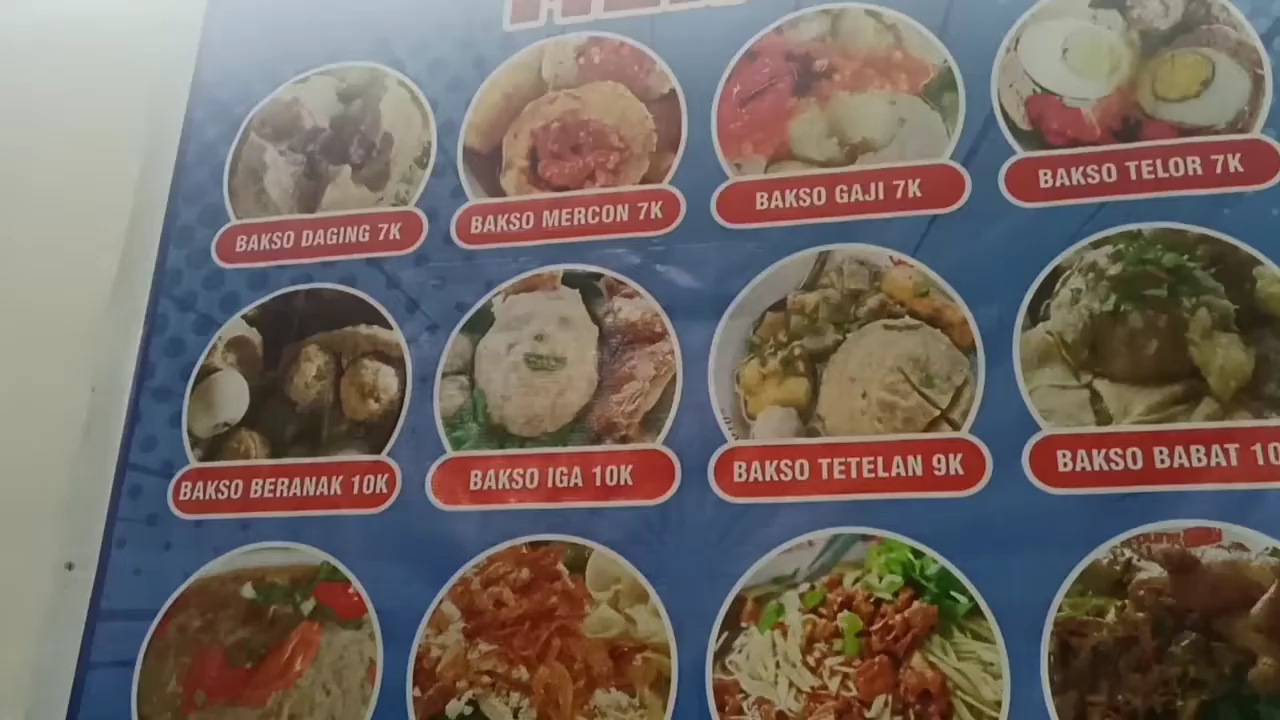 BAKSO DAGING 7K
BAKSO MERCON 7K
BAKSO GAJI 7K
BAKSO TELOR 7K
BAKSO BERANAK 10K
BAKSO IGA 10K
BAKSO TETELAN 9K
BAKSO BABAT 10